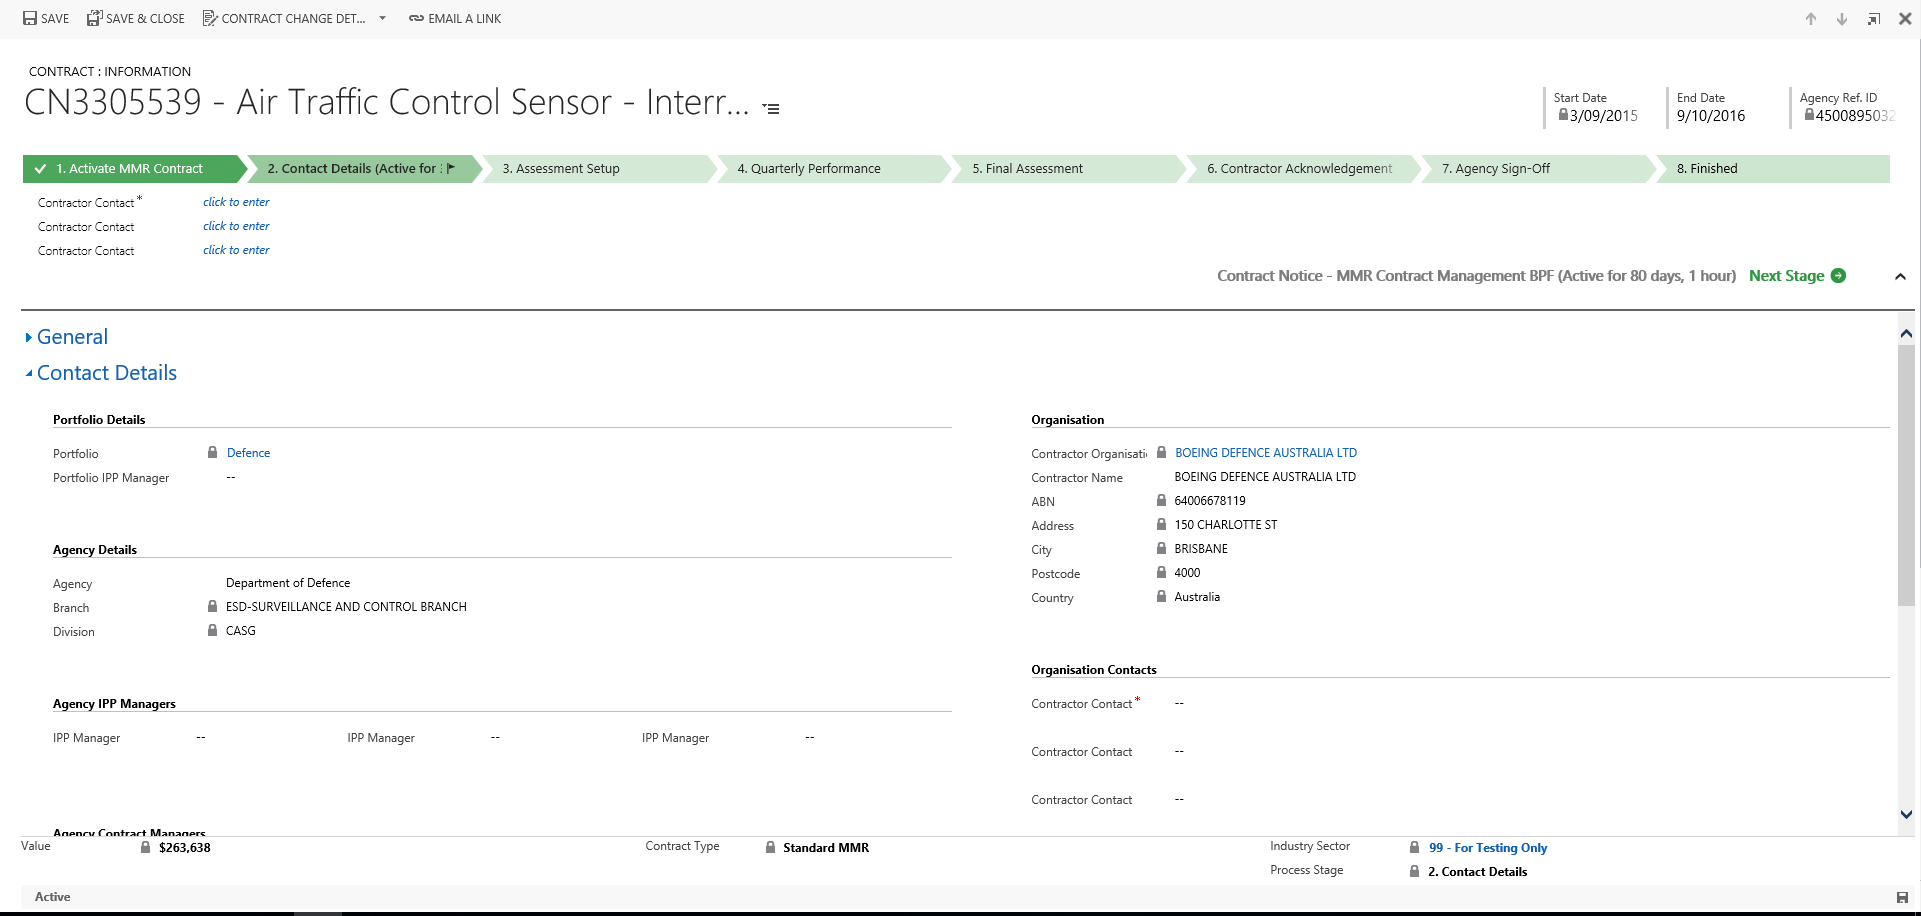 SAVE SAVE & CLOSE CONTRACT CHANGE DET... EMAIL A LINK
CONTRACT : INFORMATION
CN3305539 - Air Traffic Control Sensor - Interr...
Start Date End Date Agency Ref. ID
3/09/2015 9/10/2016 4500895032
1. Activate MMR Contract 2. Contact Details (Active for 3. Assessment Setup 4. Quarterly Performance 5. Final Assessment 6. Contractor Acknowledgement 7. Agency Sign-Off 8. Finished
Contractor Contact * click to enter
Contractor Contact click to enter
Contractor Contact click to enter
Contract Notice - MMR Contract Management BPF (Active for 80 days, 1 hour) Next Stage
General
Contact Details
Portfolio Details
Portfolio Defence
Portfolio IPP Manager --
Agency Details
Agency Department of Defence
Branch ESD-SURVEILLANCE AND CONTROL BRANCH
Division CASG
Agency IPP Managers
IPP Manager -- IPP Manager -- IPP Manager --
Agency Contract Managers
Organisation
Contractor Organisati BOEING DEFENCE AUSTRALIA LTD
Contractor Name BOEING DEFENCE AUSTRALIA LTD
ABN 64006678119
Address 150 CHARLOTTE ST
City BRISBANE
Postcode 4000
Country Australia
Organisation Contacts
Contractor Contact * --
Contractor Contact --
Contractor Contact --
Value $263,638 Contract Type Standard MMR Industry Sector 99 - For Testing Only
Process Stage 2. Contact Details
Active